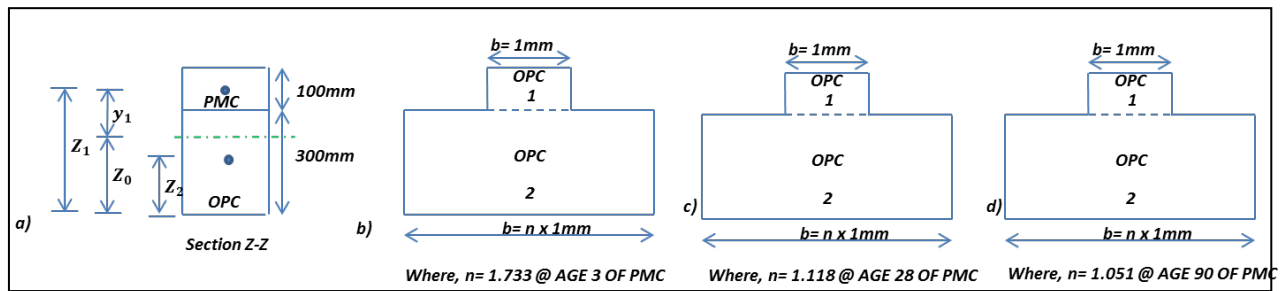 PMC
OPC
100mm
300mm
y₁
Z₁
Z₀
Z₂
a)
Section Z-Z
b= 1mm
OPC
1
OPC
2
b)
b= n x 1mm
Where, n= 1.733 @ AGE 3 OF PMC
b= 1mm
OPC
1
OPC
2
c)
b= n x 1mm
Where, n= 1.118 @ AGE 28 OF PMC
b= 1mm
OPC
1
OPC
2
d)
b= n x 1mm
Where, n= 1.051 @ AGE 90 OF PMC